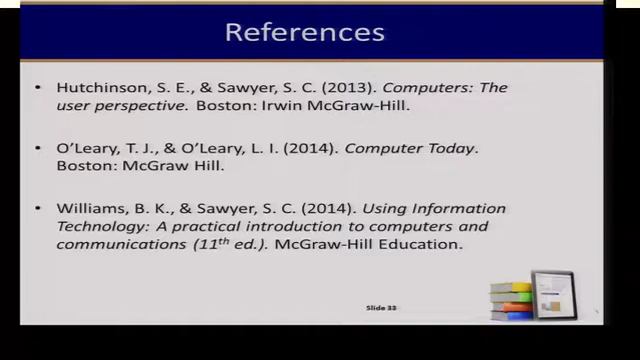 References
• Hutchinson, S. E., & Sawyer, S. C. (2013). Computers: The
user perspective. Boston: Irwin McGraw-Hill.
• O'Leary, T. J., & O'Leary, L. I. (2014). Computer Today.
Boston: McGraw Hill.
• Williams, B. K., & Sawyer, S. C. (2014). Using Information
Technology: A practical introduction to computers and
communications (11th ed.). McGraw-Hill Education.
Slide 33